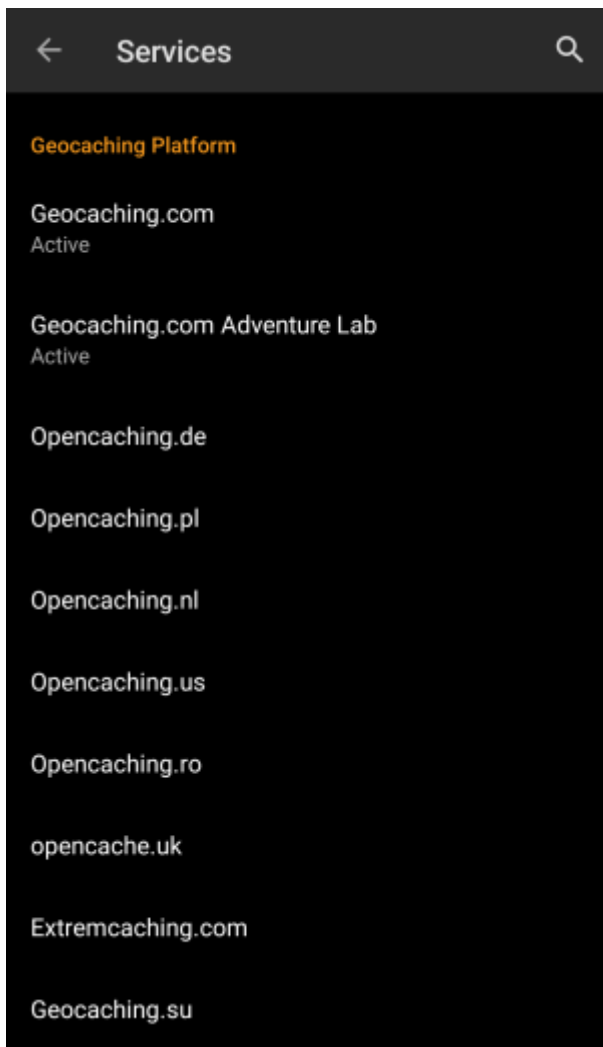 Services
Geocaching Platform
Geocaching.com
Active
Geocaching.com Adventure Lab
Active
Opencaching.de
Opencaching.pl
Opencaching.nl
Opencaching.us
Opencaching.ro
opencache.uk
Extremcaching.com
Geocaching.su